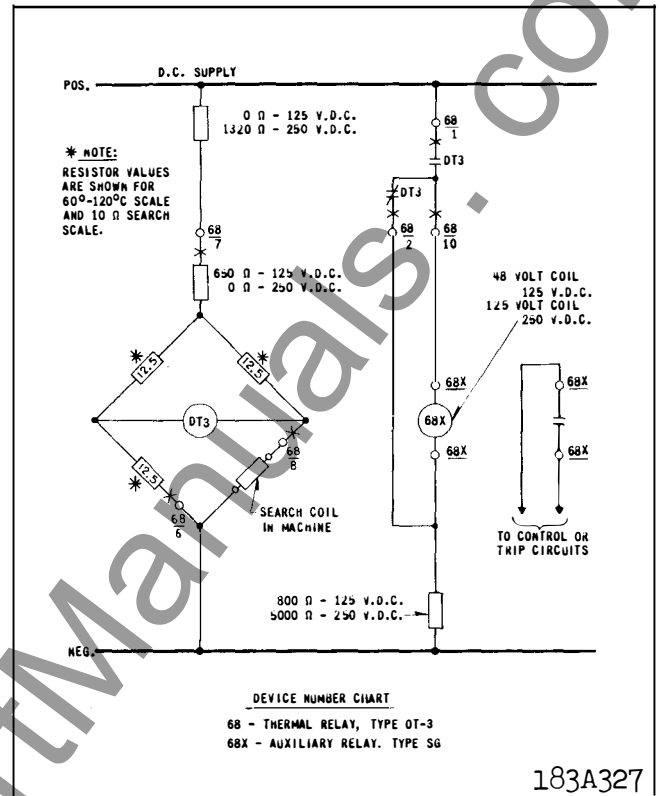 D.C. SUPPLY
POS.
0 Ω - 125 V.D.C.
1320 Ω - 250 V.D.C.
68
1
DT3
* NOTE:
RESISTOR VALUES
ARE SHOWN FOR
60º-120ºC SCALE
AND 10 Ω SEARCH
SCALE.
DT3
68
7
68
2
68
10
650 Ω - 125 V.D.C.
0 Ω - 250 V.D.C.
48 VOLT COIL
125 V.D.C.
125 VOLT COIL
250 V.D.C.
* 12.5
12.5 *
68X
68X
DT3
68X
68X
68X
12.5
*
68
8
68
6
SEARCH COIL
IN MACHINE
TO CONTROL OR
TRIP CIRCUITS
800 Ω - 125 V.D.C.
5000 Ω - 250 V.D.C.
NEG.
DEVICE NUMBER CHART
68 - THERMAL RELAY, TYPE OT-3
68X - AUXILIARY RELAY. TYPE SG
183A327
tManuals.co